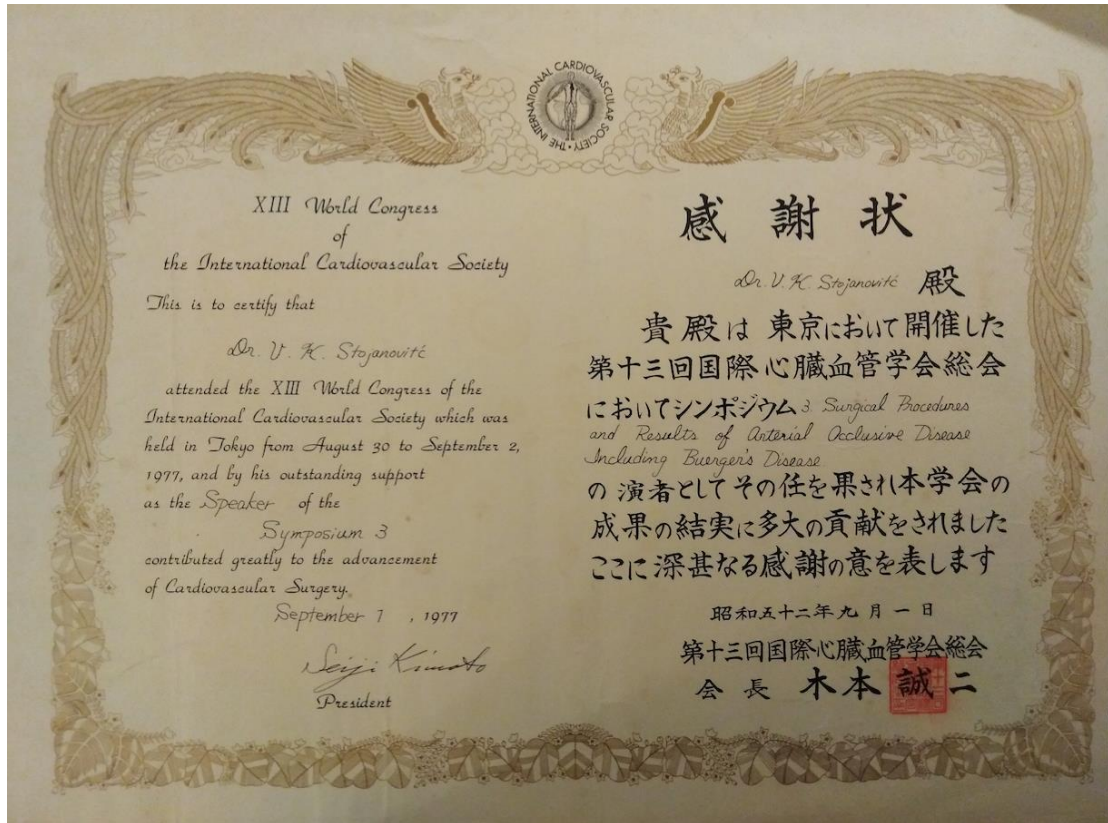 THE INTERNATIONAL CARDIOVASCULAR SOCIETY •
XIII World Congress
of
the International Cardiovascular Society
This is to certify that
Dr. V. K. Stojanovitc
attended the XIII World Congress of the
International Cardiovascular Society which was
held in Tokyo from August 30 to September 2,
1977, and by his outstanding support
as the Speaker of the
Symposium 3
contributed greatly to the advancement
of Cardiovascular Surgery.
September 1 , 1977
Seiji Kimoto
President
感謝状
Dr. V. K. Stojanovitc 殿
貴殿は東京において開催した
第十三回国際心臓血管学会総会
においてシンポジウム 3. Surgical Procedures
and Results of Arterial Occlusive Disease
Including Buerger's Disease
の演者としてその任を果され本学会の
成果の結実に多大の貢献をされました
ここに深甚なる感謝の意を表します
昭和五十二年九月一日
第十三回国際心臓血管学会総会
会長 木本誠二